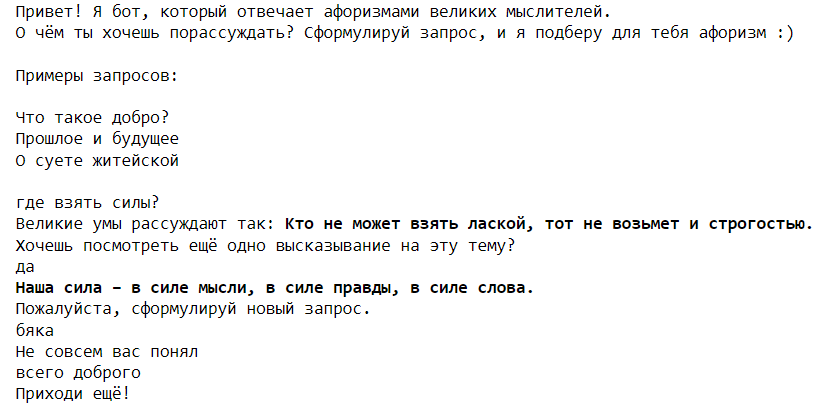 Привет! Я бот, который отвечает афоризмами великих мыслителей.
О чём ты хочешь порассуждать? Сформулируй запрос, и я подберу для тебя афоризм :)
Примеры запросов:
Что такое добро?
Прошлое и будущее
О суете житейской
где взять силы?
Великие умы рассуждают так: Кто не может взять лаской, тот не возьмет и строгостью.
Хочешь посмотреть ещё одно высказывание на эту тему?
да
Наша сила – в силе мысли, в силе правды, в силе слова.
Пожалуйста, сформулируй новый запрос.
бяка
Не совсем вас понял
всего доброго
Приходи ещё!